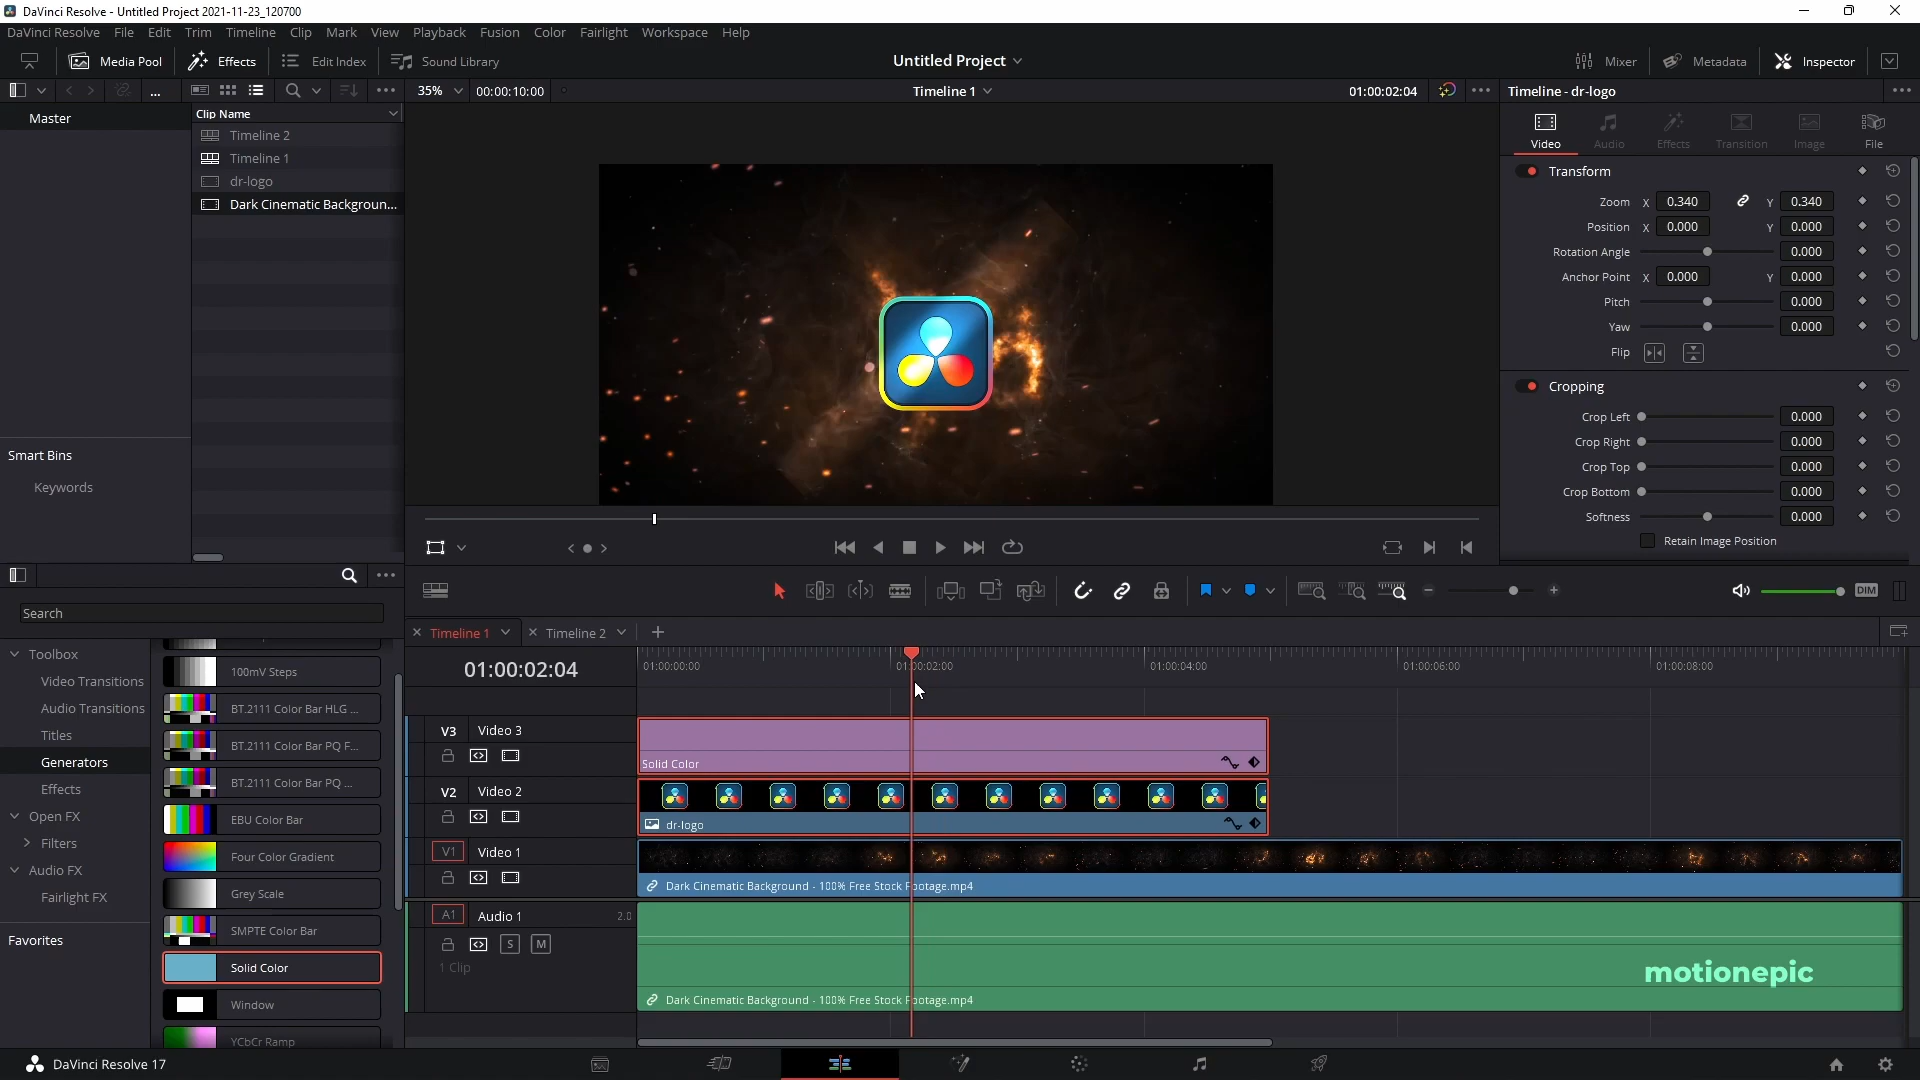 DaVinci Resolve - Untitled Project 2021-11-23_120700
DaVinci Resolve File Edit Trim Timeline Clip Mark View Playback Fusion Color Fairlight Workspace Help
Media Pool Effects Edit Index Sound Library Untitled Project Mixer Metadata Inspector
... 35% 00:00:10:00 Timeline 1 01:00:02:04 Timeline - dr-logo
Master
Clip Name
Timeline 2
Timeline 1
dr-logo
Dark Cinematic Backgroun...
Smart Bins
Keywords
Video Audio Effects Transition Image File
Transform
Zoom X 0.340 Y 0.340
Position X 0.000 Y 0.000
Rotation Angle 0.000
Anchor Point X 0.000 Y 0.000
Pitch 0.000
Yaw 0.000
Flip
Cropping
Crop Left 0.000
Crop Right 0.000
Crop Top 0.000
Crop Bottom 0.000
Softness 0.000
Retain Image Position
DIM
Search
Toolbox
Video Transitions
Audio Transitions
Titles
Generators
Effects
Open FX
Filters
Audio FX
Fairlight FX
Favorites
100mV Steps
BT.2111 Color Bar HLG ...
BT.2111 Color Bar PQ F...
BT.2111 Color Bar PQ ...
EBU Color Bar
Four Color Gradient
Grey Scale
SMPTE Color Bar
Solid Color
Window
YCbCr Ramp
Timeline 1 Timeline 2
01:00:02:04 01:00:00:00 01:00:02:00 01:00:04:00 01:00:06:00 01:00:08:00
V3 Video 3
Solid Color
V2 Video 2
dr-logo
V1 Video 1
Dark Cinematic Background - 100% Free Stock Footage.mp4
A1 Audio 1 2.0
S M
1 Clip
motionepic
Dark Cinematic Background - 100% Free Stock Footage.mp4
DaVinci Resolve 17